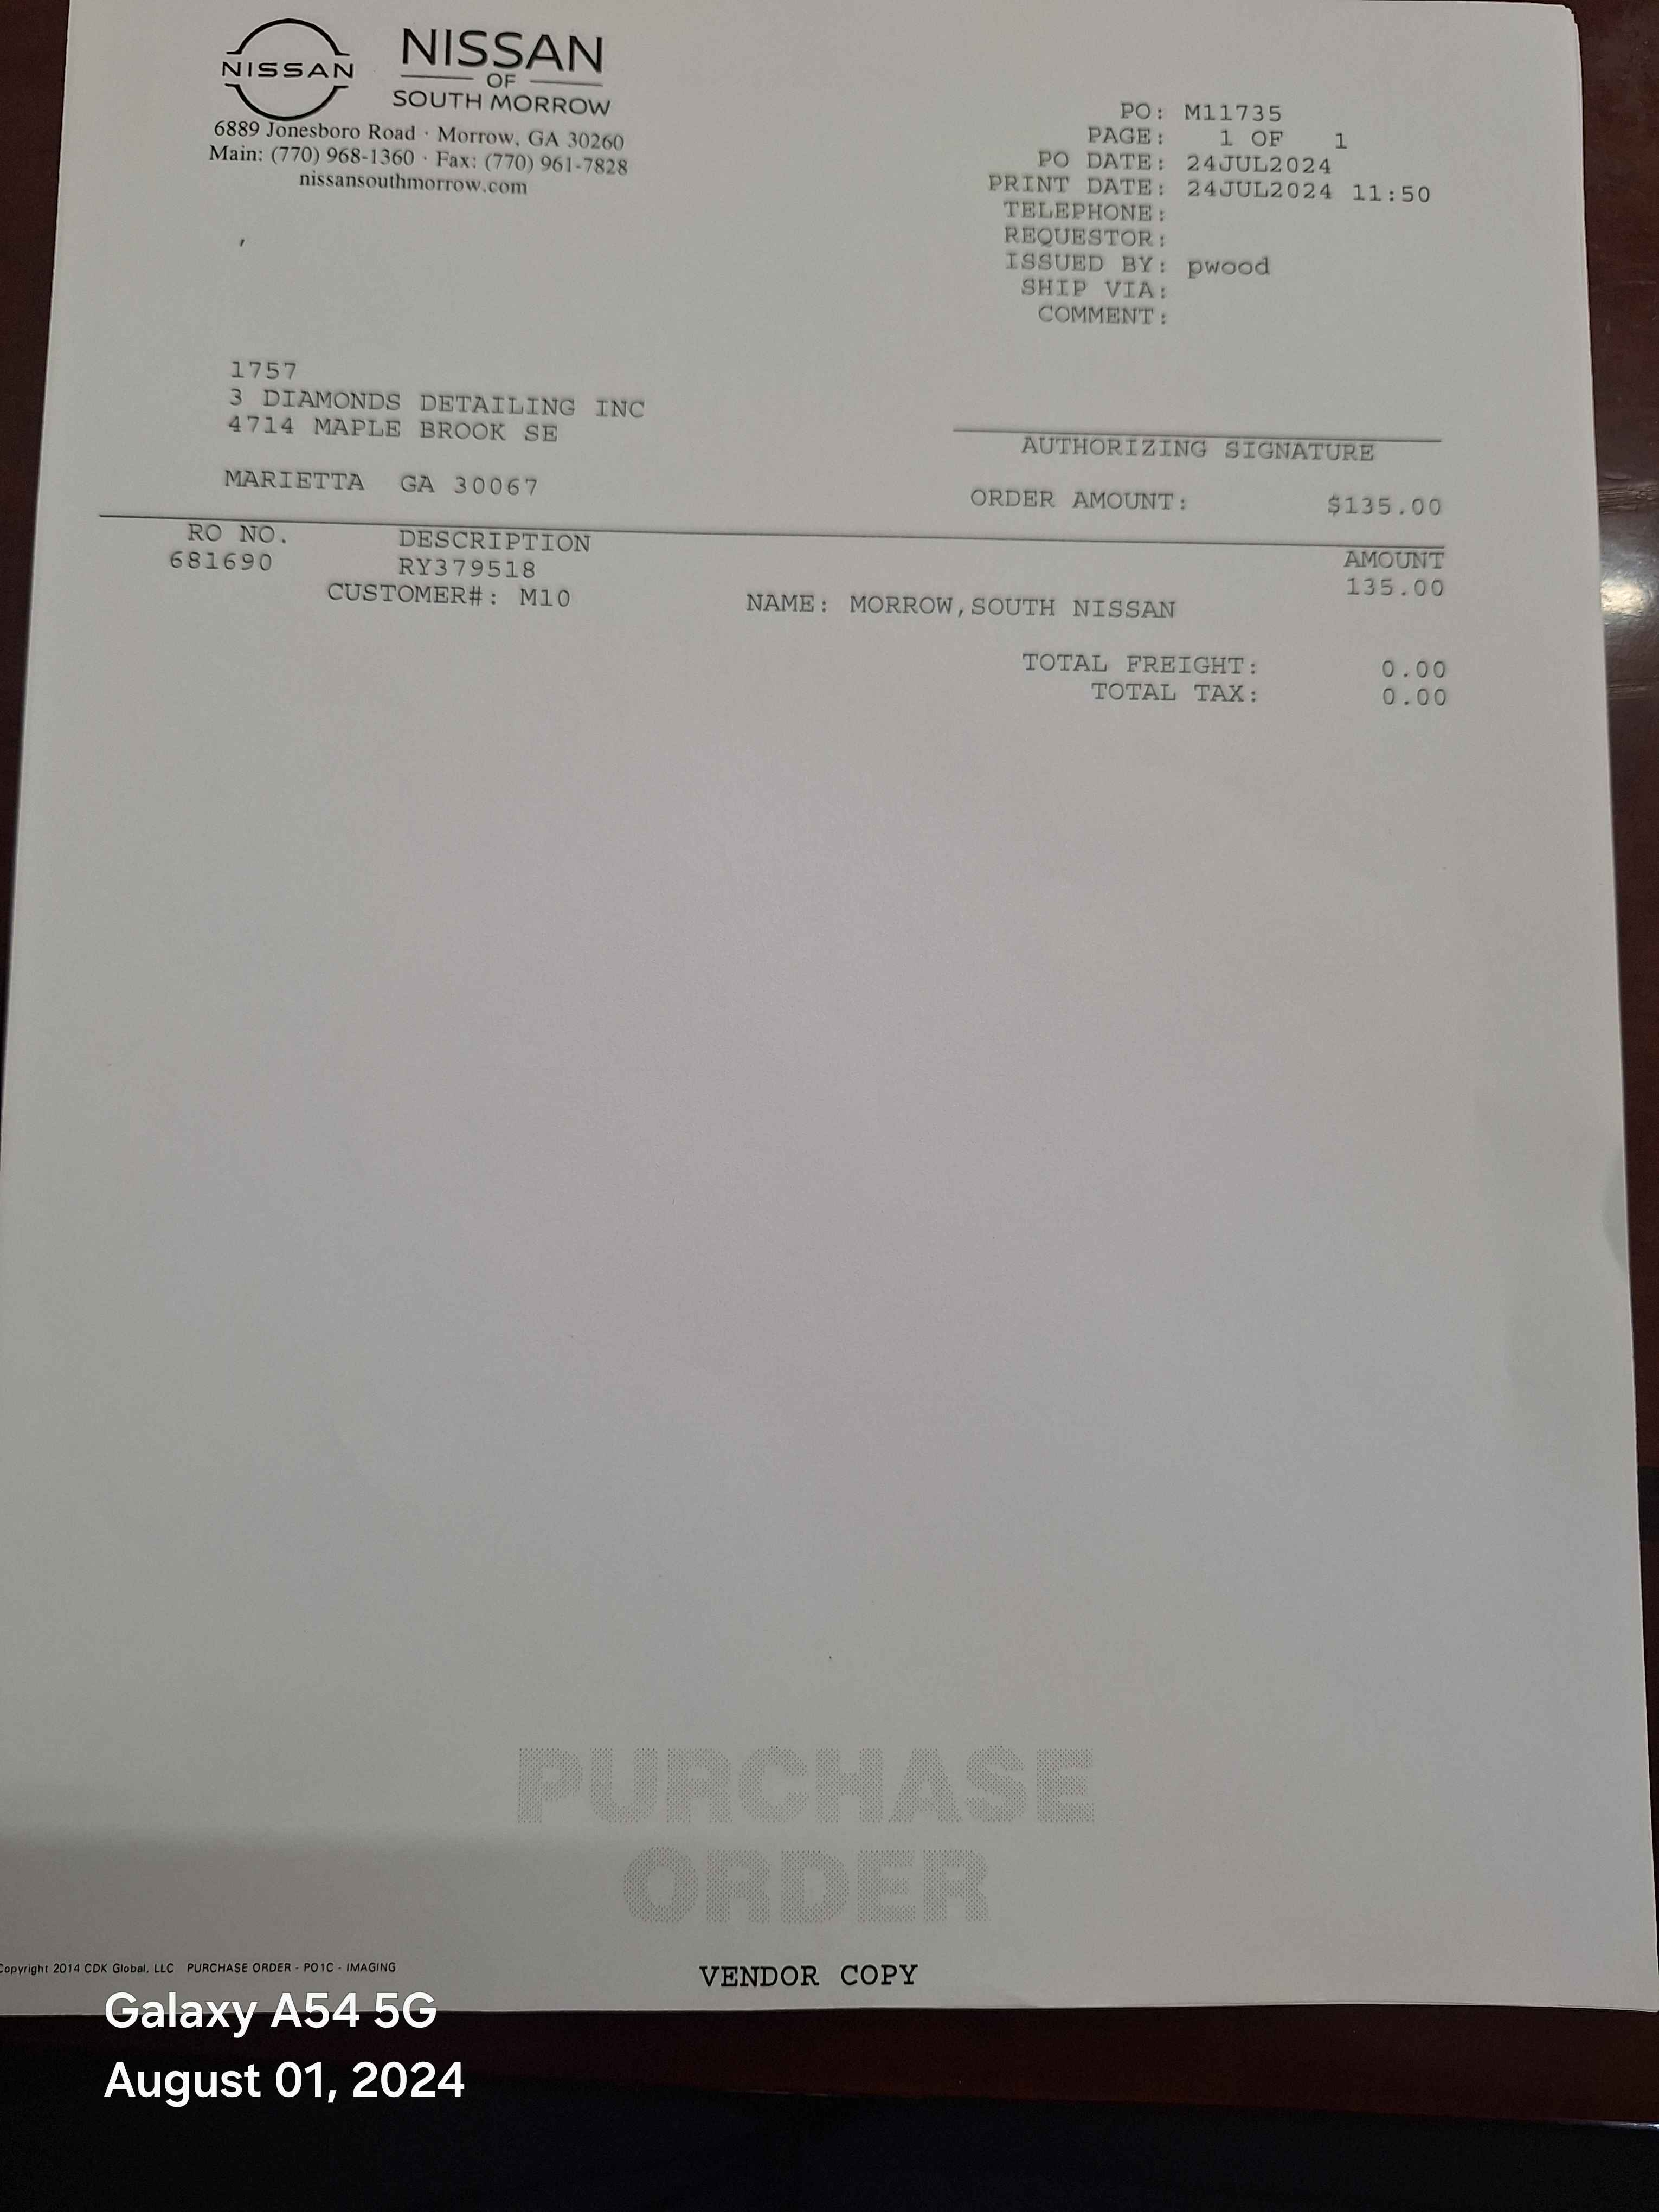 NISSAN
NISSAN
OF
SOUTH MORROW
6889 Jonesboro Road · Morrow, GA 30260
Main: (770) 968-1360 · Fax: (770) 961-7828
nissansouthmorrow.com
PO: M11735
PAGE: 1 OF 1
PO DATE: 24JUL2024
PRINT DATE: 24JUL2024 11:50
TELEPHONE:
REQUESTOR:
ISSUED BY: pwood
SHIP VIA:
COMMENT:
1757
3 DIAMONDS DETAILING INC
4714 MAPLE BROOK SE
MARIETTA GA 30067
AUTHORIZING SIGNATURE
ORDER AMOUNT: $135.00
RO NO. DESCRIPTION AMOUNT
681690 RY379518 135.00
CUSTOMER#: M10 NAME: MORROW,SOUTH NISSAN
TOTAL FREIGHT: 0.00
TOTAL TAX: 0.00
PURCHASE
ORDER
Copyright 2014 CDK Global, LLC PURCHASE ORDER - PO1C - IMAGING
VENDOR COPY
Galaxy A54 5G
August 01, 2024